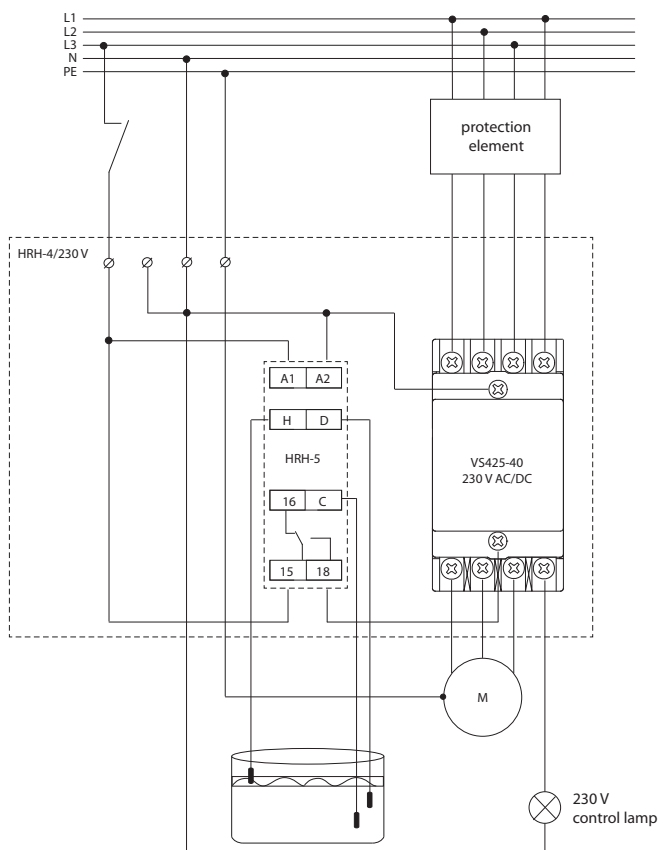 L1
L2
L3
N
PE
protection
element
HRH-4/230 V
A1 A2
H D
HRH-5
VS425-40
230 V AC/DC
16 C
15 18
M
230 V
control lamp